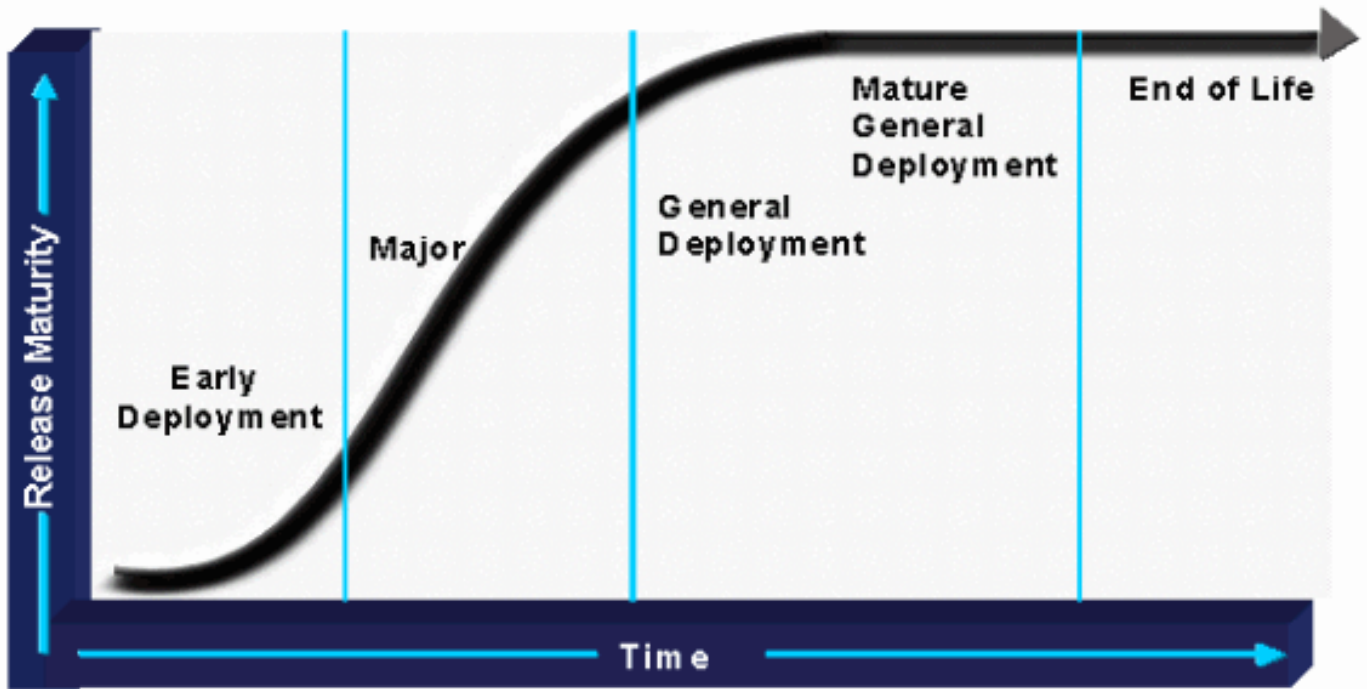 Mature
General
Deployment
End of Life
General
Deployment
Major
Early
Deployment
Release Maturity
Time